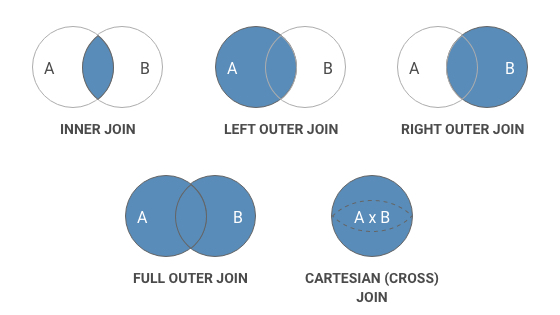 A B
A B
A B
INNER JOIN
LEFT OUTER JOIN
RIGHT OUTER JOIN
A B
A x B
FULL OUTER JOIN
CARTESIAN (CROSS)
JOIN